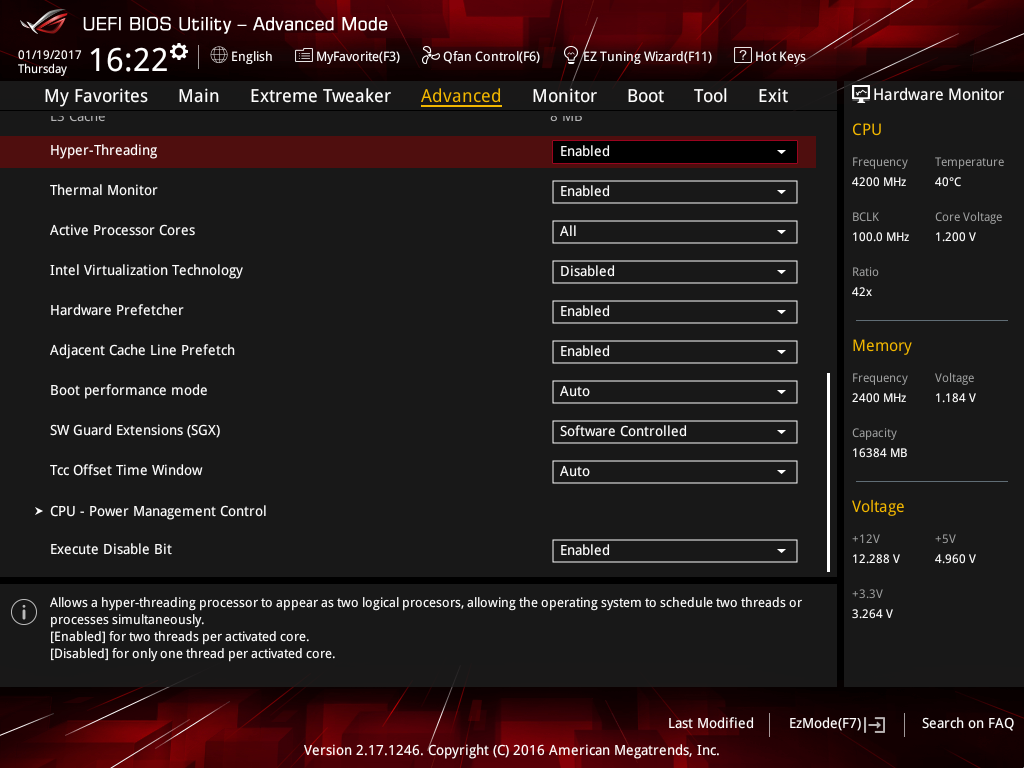 UEFI BIOS Utility – Advanced Mode
01/19/2017
Thursday
16:22
English
MyFavorite(F3)
Qfan Control(F6)
EZ Tuning Wizard(F11)
Hot Keys
My Favorites
Main
Extreme Tweaker
Advanced
Monitor
Boot
Tool
Exit
L3 Cache 8 MB
Hyper-Threading Enabled
Thermal Monitor Enabled
Active Processor Cores All
Intel Virtualization Technology Disabled
Hardware Prefetcher Enabled
Adjacent Cache Line Prefetch Enabled
Boot performance mode Auto
SW Guard Extensions (SGX) Software Controlled
Tcc Offset Time Window Auto
CPU - Power Management Control
Execute Disable Bit Enabled
Allows a hyper-threading processor to appear as two logical procesors, allowing the operating system to schedule two threads or
processes simultaneously.
[Enabled] for two threads per activated core.
[Disabled] for only one thread per activated core.
Hardware Monitor
CPU
Frequency Temperature
4200 MHz 40°C
BCLK Core Voltage
100.0 MHz 1.200 V
Ratio
42x
Memory
Frequency Voltage
2400 MHz 1.184 V
Capacity
16384 MB
Voltage
+12V +5V
12.288 V 4.960 V
+3.3V
3.264 V
Last Modified
EzMode(F7)
Search on FAQ
Version 2.17.1246. Copyright (C) 2016 American Megatrends, Inc.